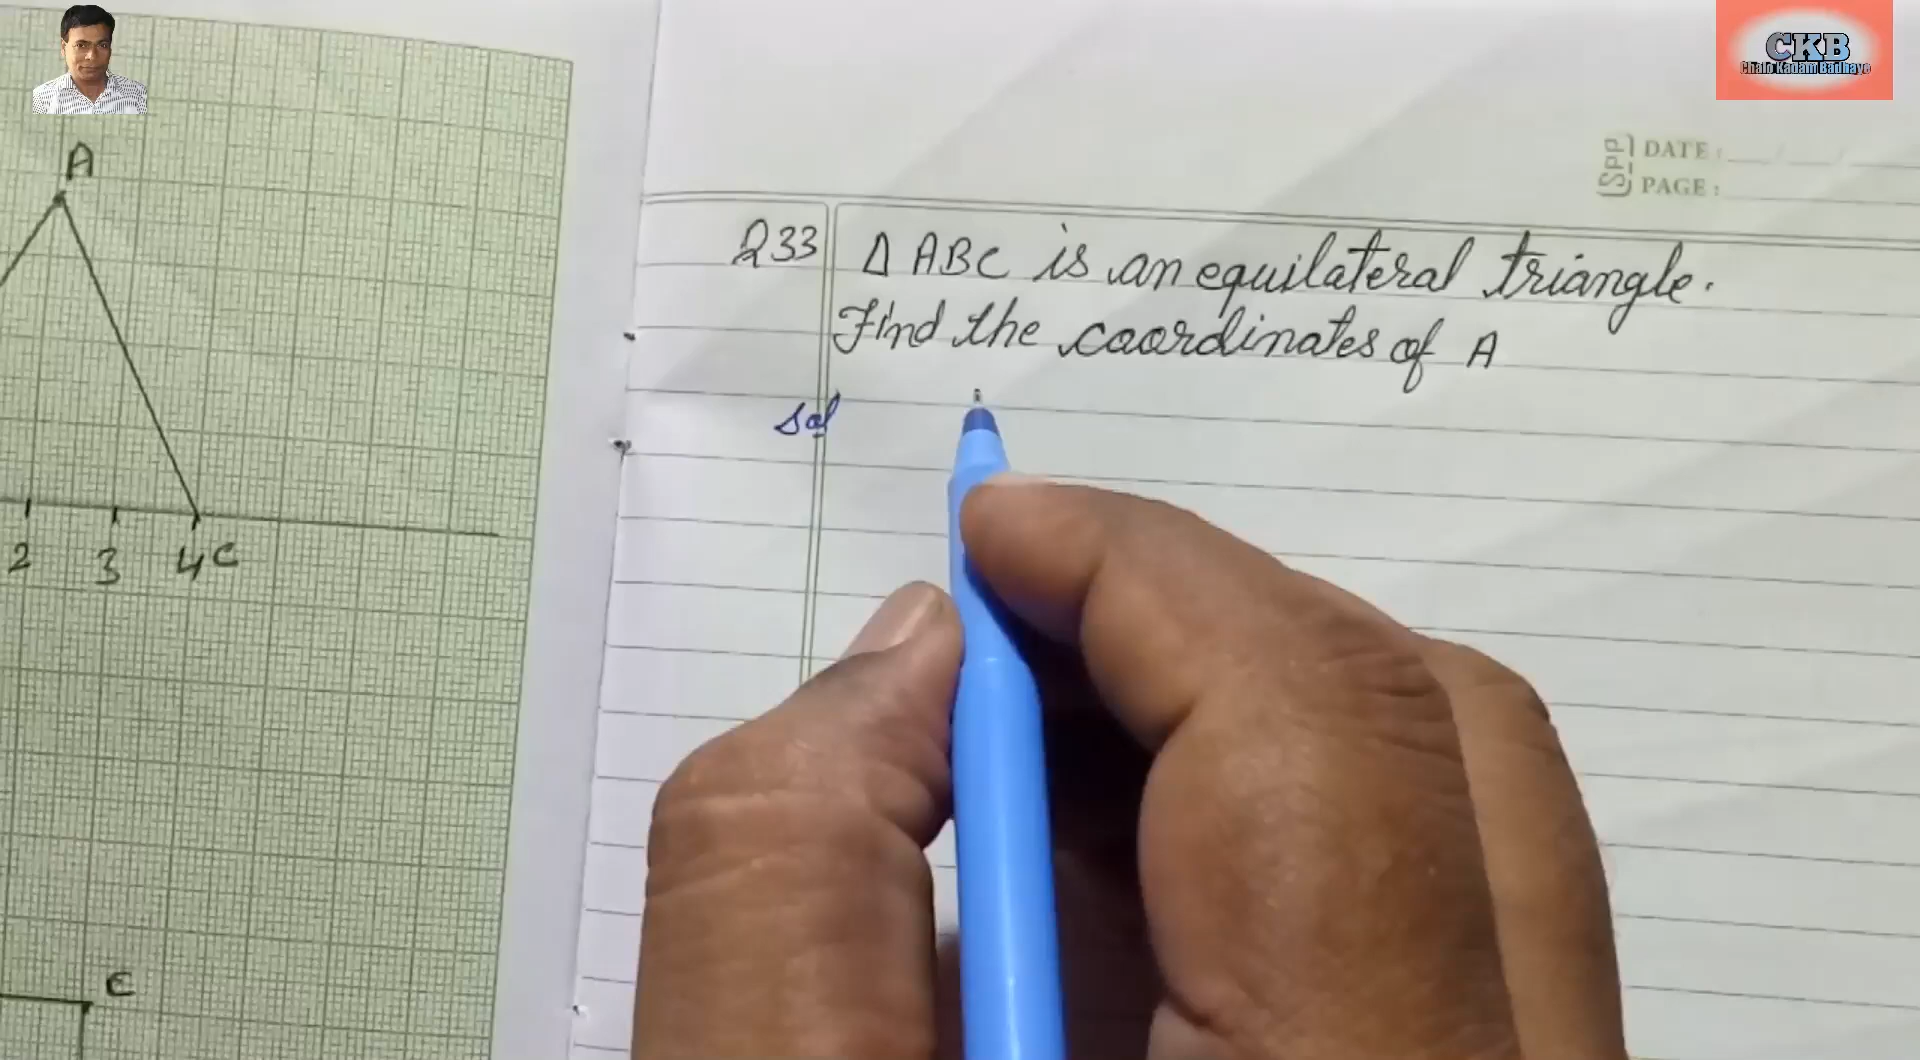 CKB
Chalo Kadam Badhaye
A
2 3 4 C
C
SPP
DATE : / /
PAGE :
Q33 Δ ABC is an equilateral triangle.
Find the coordinates of A
sol